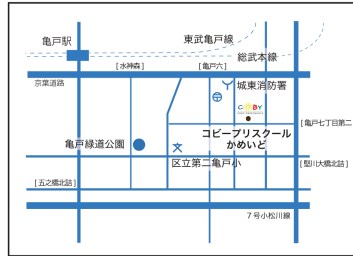 亀戸駅
東武亀戸線
総武本線
[水神森]
[亀戸六]
京葉道路
城東消防署
COBY
[亀戸七丁目第二]
コビープリスクール
かめいど
亀戸緑道公園
区立第二亀戸小
[竪川大橋北詰]
[五之橋北詰]
7号小松川線